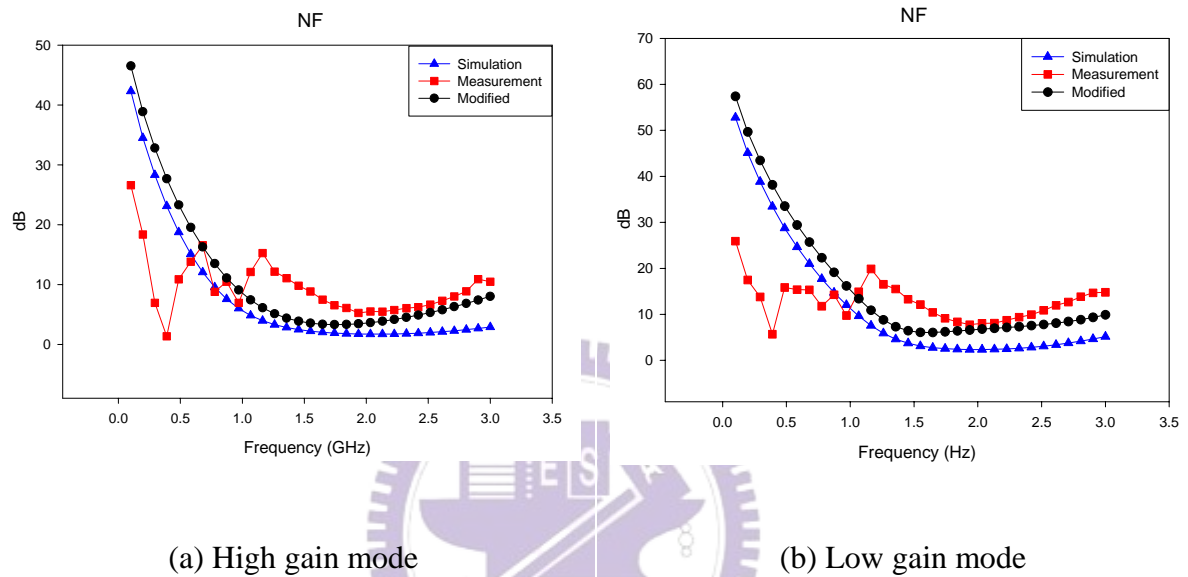 NF
50
40
30
20
10
0
dB
0.0 0.5 1.0 1.5 2.0 2.5 3.0 3.5
Frequency (GHz)
Simulation
Measurement
Modified
(a) High gain mode
NF
70
60
50
40
30
20
10
0
dB
0.0 0.5 1.0 1.5 2.0 2.5 3.0 3.5
Frequency (Hz)
Simulation
Measurement
Modified
(b) Low gain mode
E S